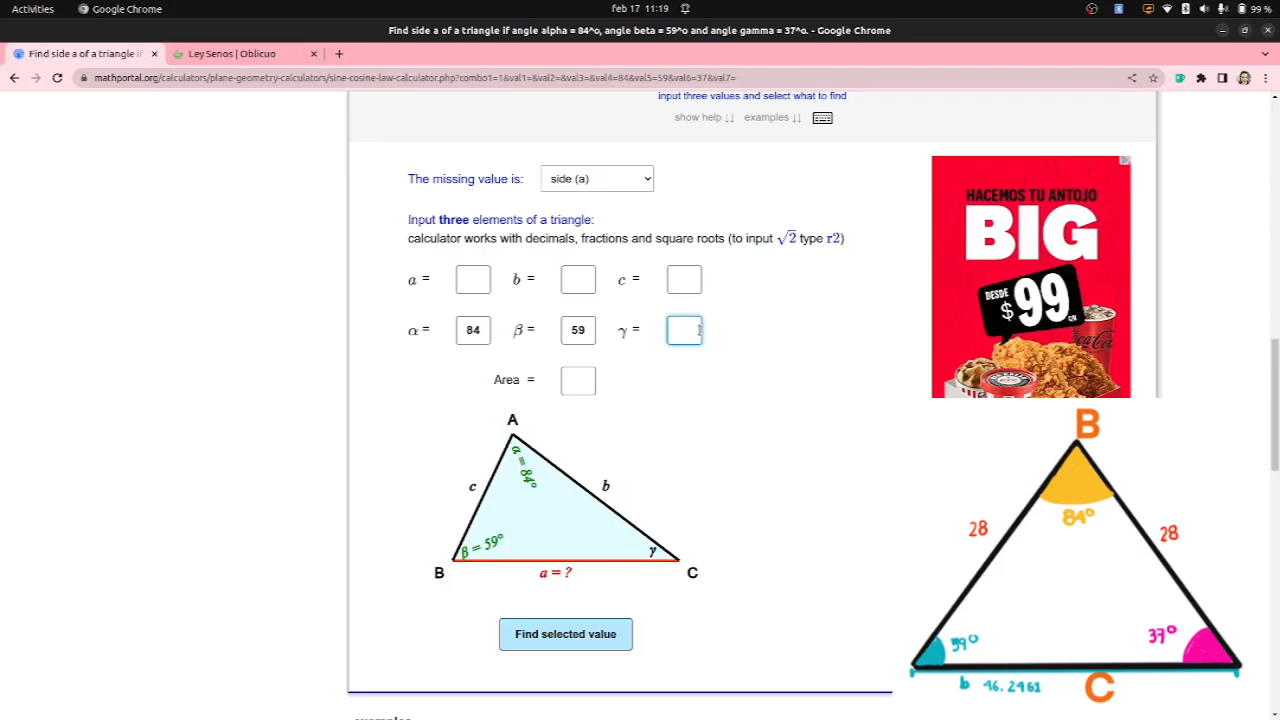 Activities
Google Chrome
feb 17 11:19
99 %
Find side a of a triangle if angle alpha = 84^o, angle beta = 59^o and angle gamma = 37^o. - Google Chrome
Find side a of a triangle if
Ley Senos | Oblicuo
mathportal.org/calculators/plane-geometry-calculators/sine-cosine-law-calculator.php?combo1=1&val1=&val2=&val3=&val4=84&val5=59&val6=37&val7=
input three values and select what to find
show help ↓↓ examples ↓↓
The missing value is: side (a)
Input three elements of a triangle:
calculator works with decimals, fractions and square roots (to input √2 type r2)
a = b = c =
α = 84 β = 59 γ =
Area =
HACEMOS TU ANTOJO
BIG
DESDE
$99
Coca-Cola
A
α = 84°
c
b
β = 59°
γ
B
a = ?
C
Find selected value
B
84°
28
28
59°
37°
b 46.2461
C
examples